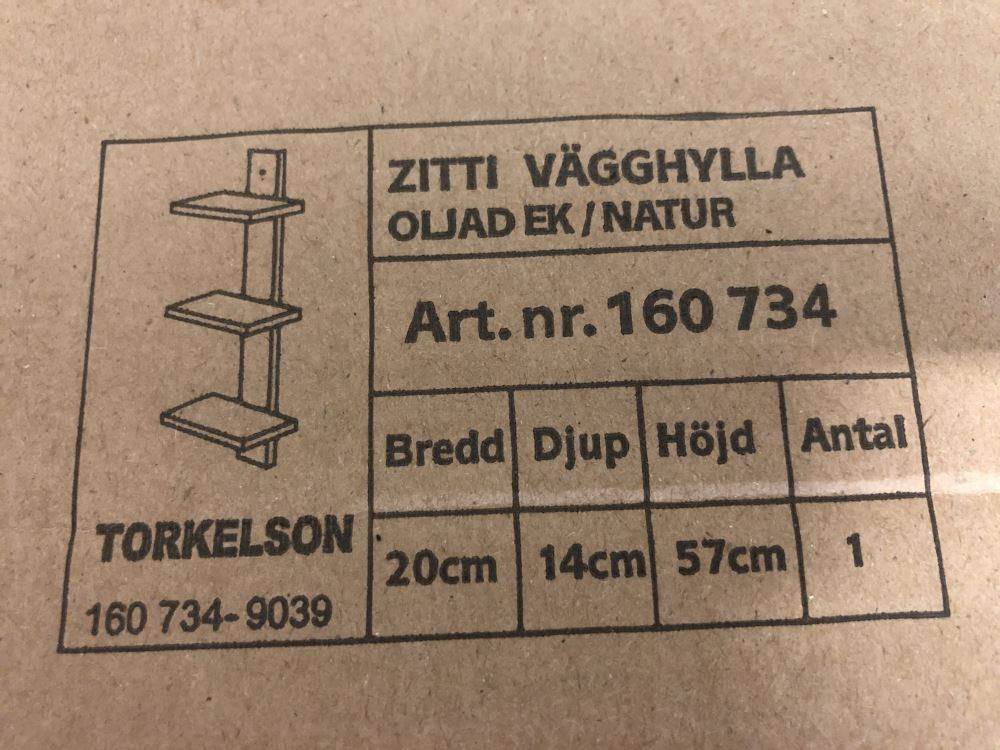 ZITTI VÄGGHYLLA
OLJAD EK / NATUR
Art. nr. 160 734
Bredd Djup Höjd Antal
20cm 14cm 57cm 1
TORKELSON
160 734- 9039